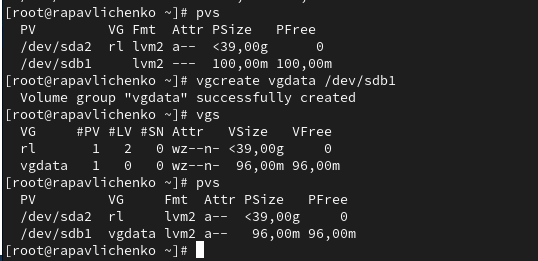 [root@rapavlichenko ~]# pvs
PV VG Fmt Attr PSize PFree
/dev/sda2 rl lvm2 a-- <39,00g 0
/dev/sdb1 lvm2 --- 100,00m 100,00m
[root@rapavlichenko ~]# vgcreate vgdata /dev/sdb1
Volume group "vgdata" successfully created
[root@rapavlichenko ~]# vgs
VG #PV #LV #SN Attr VSize VFree
rl 1 2 0 wz--n- <39,00g 0
vgdata 1 0 0 wz--n- 96,00m 96,00m
[root@rapavlichenko ~]# pvs
PV VG Fmt Attr PSize PFree
/dev/sda2 rl lvm2 a-- <39,00g 0
/dev/sdb1 vgdata lvm2 a-- 96,00m 96,00m
[root@rapavlichenko ~]#